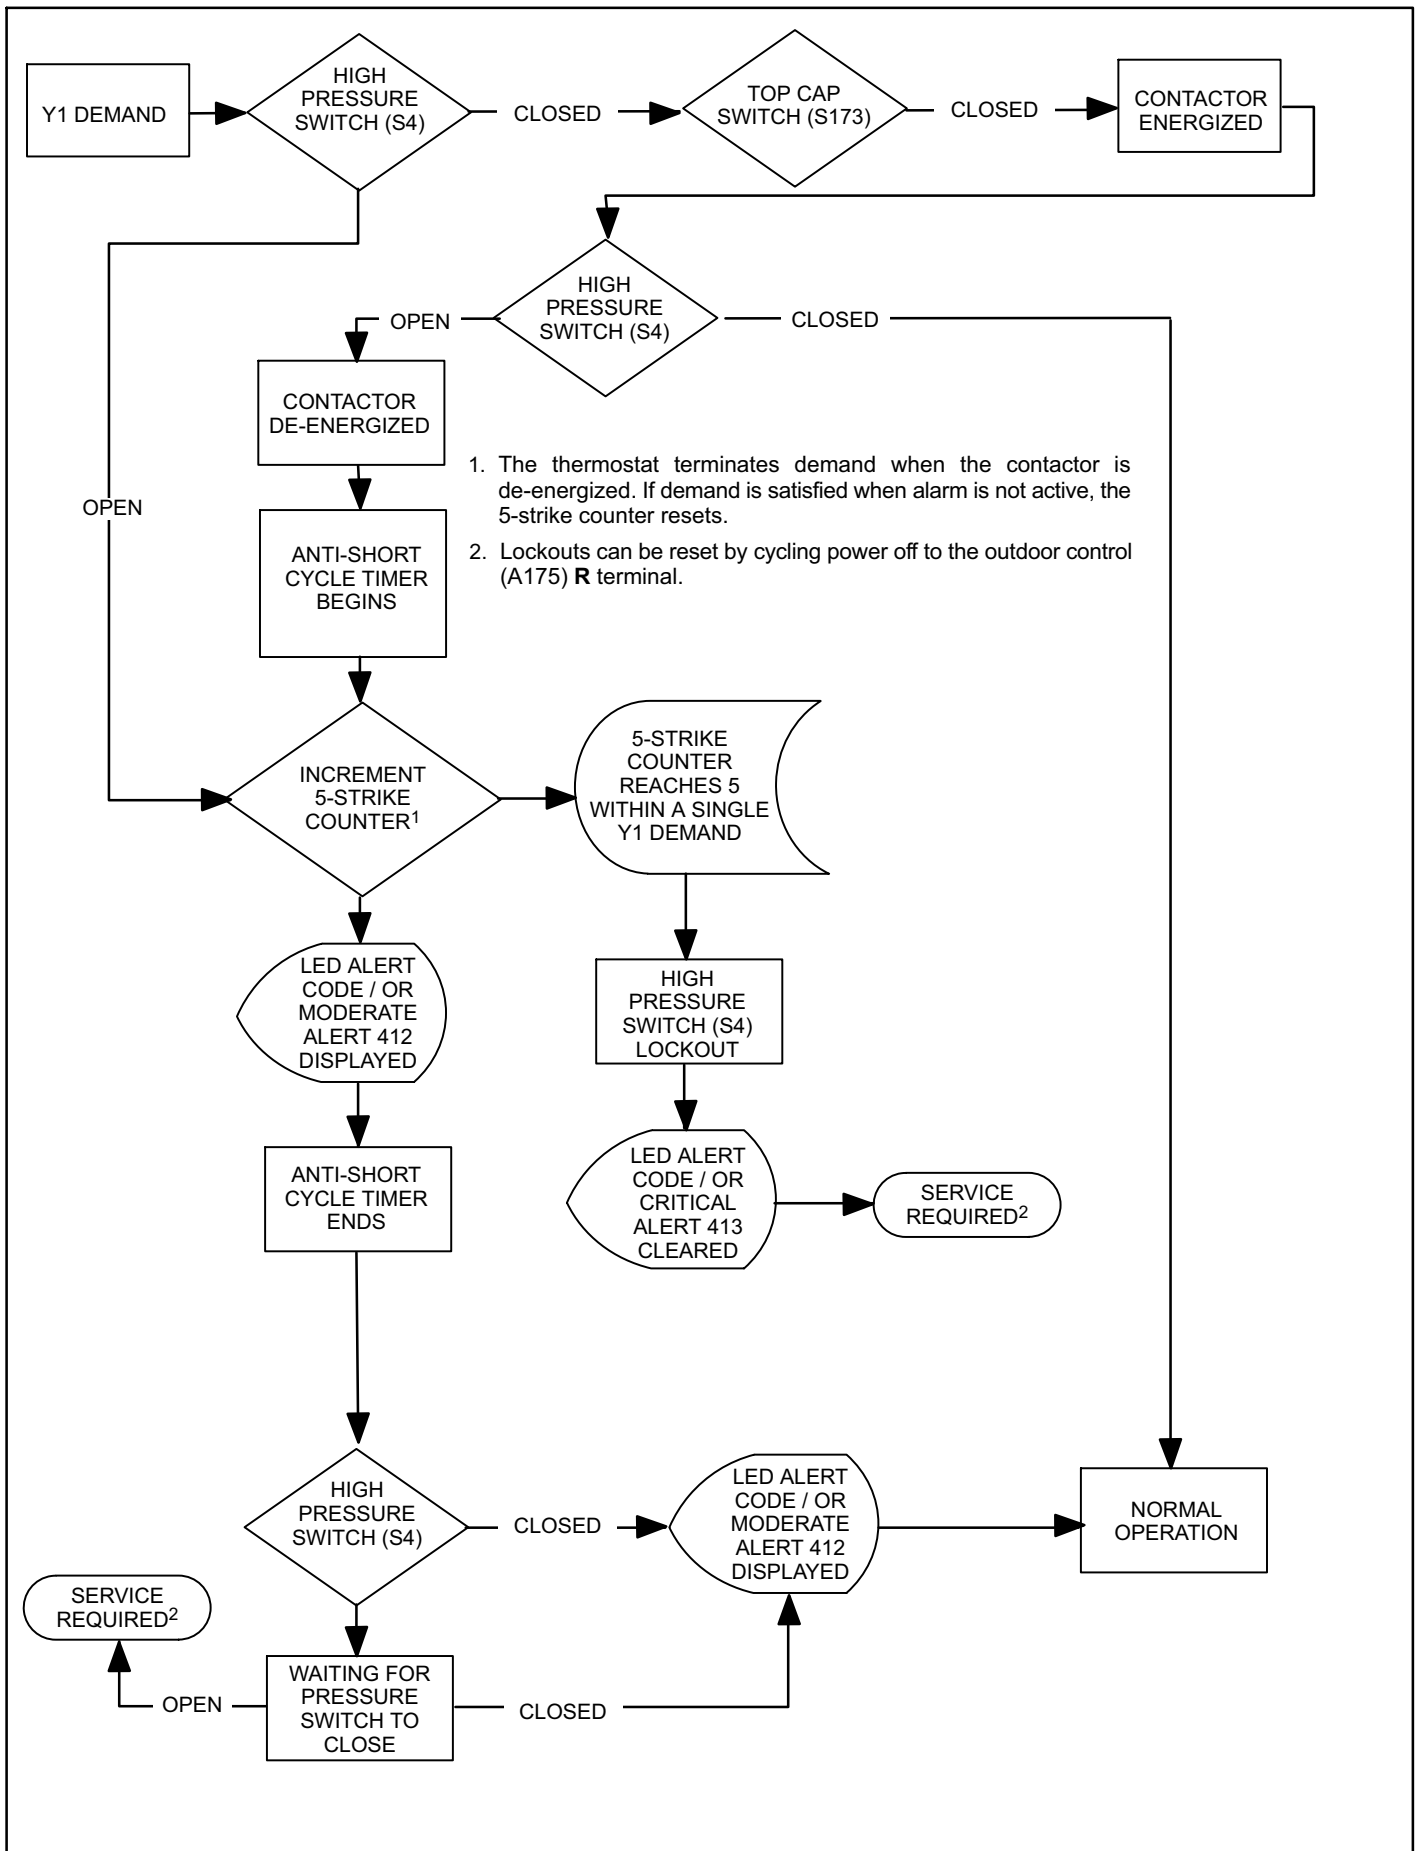 Y1 DEMAND
HIGH
PRESSURE
SWITCH (S4)
CLOSED
TOP CAP
SWITCH (S173)
CLOSED
CONTACTOR
ENERGIZED
HIGH
PRESSURE
SWITCH (S4)
OPEN
CLOSED
CONTACTOR
DE-ENERGIZED
1. The thermostat terminates demand when the contactor is
de-energized. If demand is satisfied when alarm is not active, the
5-strike counter resets.
2. Lockouts can be reset by cycling power off to the outdoor control
(A175) R terminal.
OPEN
ANTI-SHORT
CYCLE TIMER
BEGINS
INCREMENT
5-STRIKE
COUNTER1
5-STRIKE
COUNTER
REACHES 5
WITHIN A SINGLE
Y1 DEMAND
LED ALERT
CODE / OR
MODERATE
ALERT 412
DISPLAYED
HIGH
PRESSURE
SWITCH (S4)
LOCKOUT
ANTI-SHORT
CYCLE TIMER
ENDS
LED ALERT
CODE / OR
CRITICAL
ALERT 413
CLEARED
SERVICE
REQUIRED2
HIGH
PRESSURE
SWITCH (S4)
CLOSED
LED ALERT
CODE / OR
MODERATE
ALERT 412
DISPLAYED
NORMAL
OPERATION
SERVICE
REQUIRED2
OPEN
WAITING FOR
PRESSURE
SWITCH TO
CLOSE
CLOSED